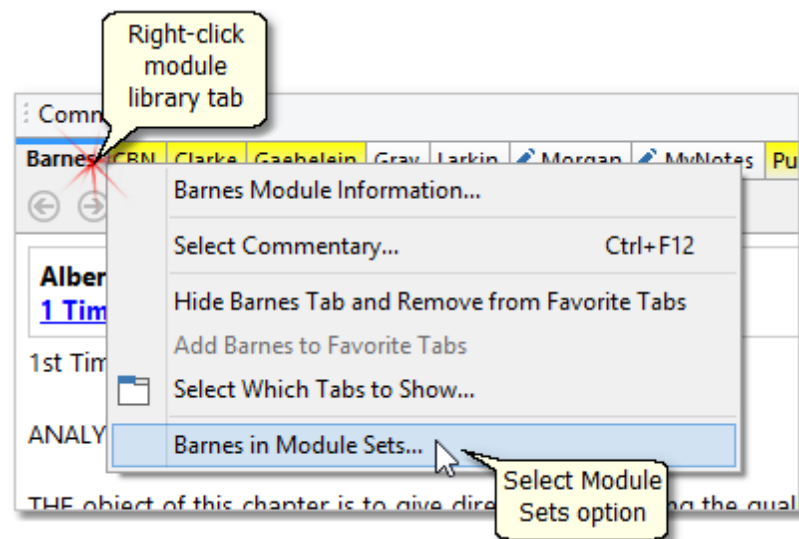 Right-click
module
library tab
Comm
Barnes CBN Clarke Gaebelein Gray Larkin Morgan MyNotes Pu
Barnes Module Information...
Select Commentary... Ctrl+F12
Alber
Hide Barnes Tab and Remove from Favorite Tabs
1 Tim
Add Barnes to Favorite Tabs
1st Tim
Select Which Tabs to Show...
ANALY
Barnes in Module Sets...
Select Module
Sets option
THE object of this chapter is to give dire ng the qual